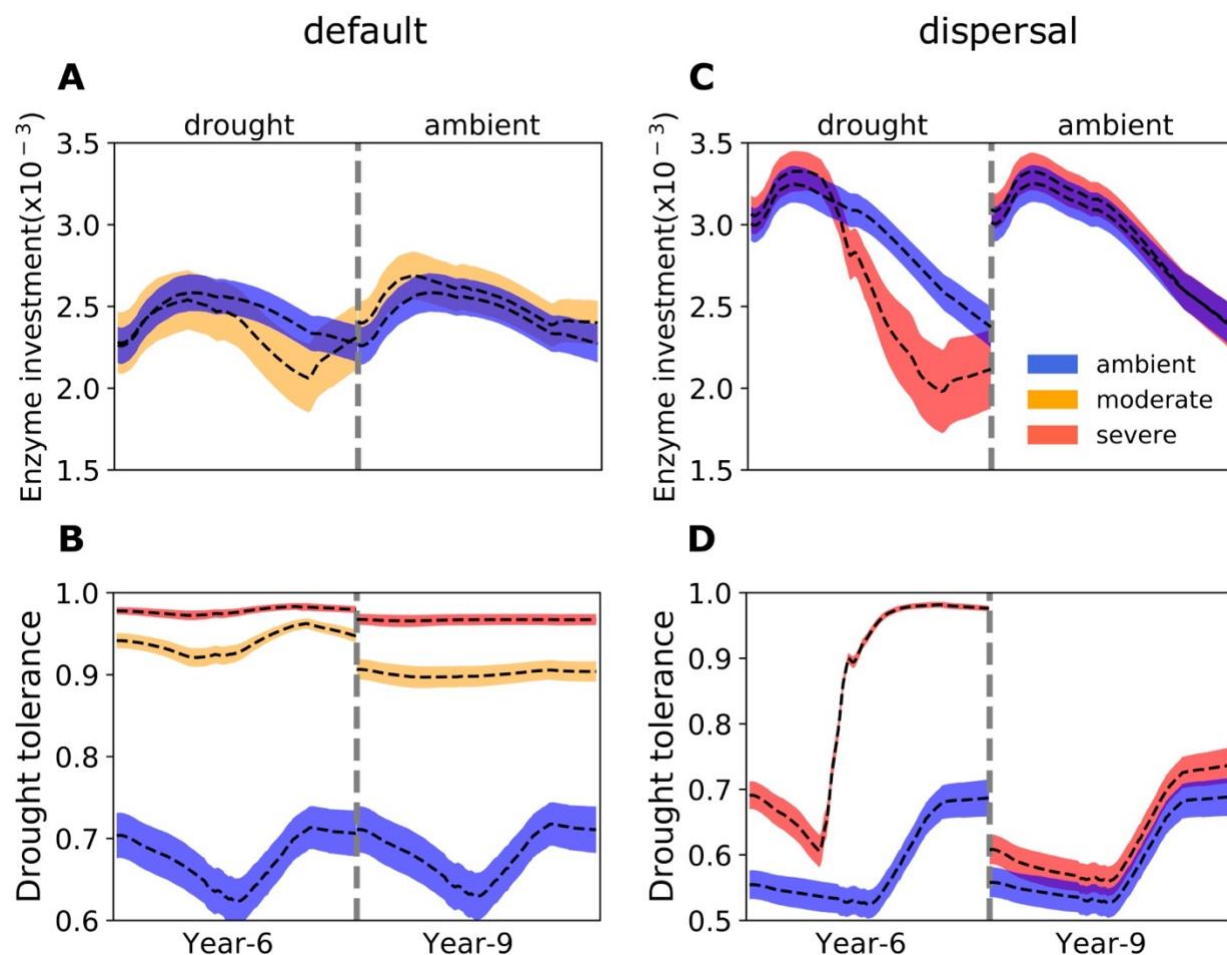 default
dispersal
A
drought
ambient
Enzyme investment(x10⁻³)
3.5
3.0
2.5
2.0
1.5
C
drought
ambient
Enzyme investment(x10⁻³)
3.5
3.0
2.5
2.0
1.5
ambient
moderate
severe
B
Drought tolerance
1.0
0.9
0.8
0.7
0.6
Year-6
Year-9
D
Drought tolerance
1.0
0.9
0.8
0.7
0.6
0.5
Year-6
Year-9